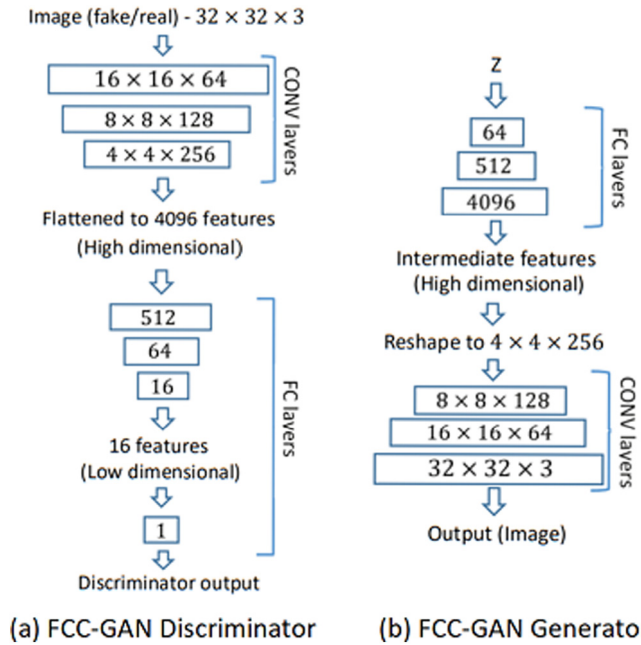 Image (fake/real) - 32 × 32 × 3
16 × 16 × 64
8 × 8 × 128
4 × 4 × 256
CONV layers
Flattened to 4096 features
(High dimensional)
512
64
16
16 features
(Low dimensional)
1
FC layers
Discriminator output
(a) FCC-GAN Discriminator
Z
64
512
4096
FC layers
Intermediate features
(High dimensional)
Reshape to 4 × 4 × 256
8 × 8 × 128
16 × 16 × 64
32 × 32 × 3
CONV layers
Output (Image)
(b) FCC-GAN Generato